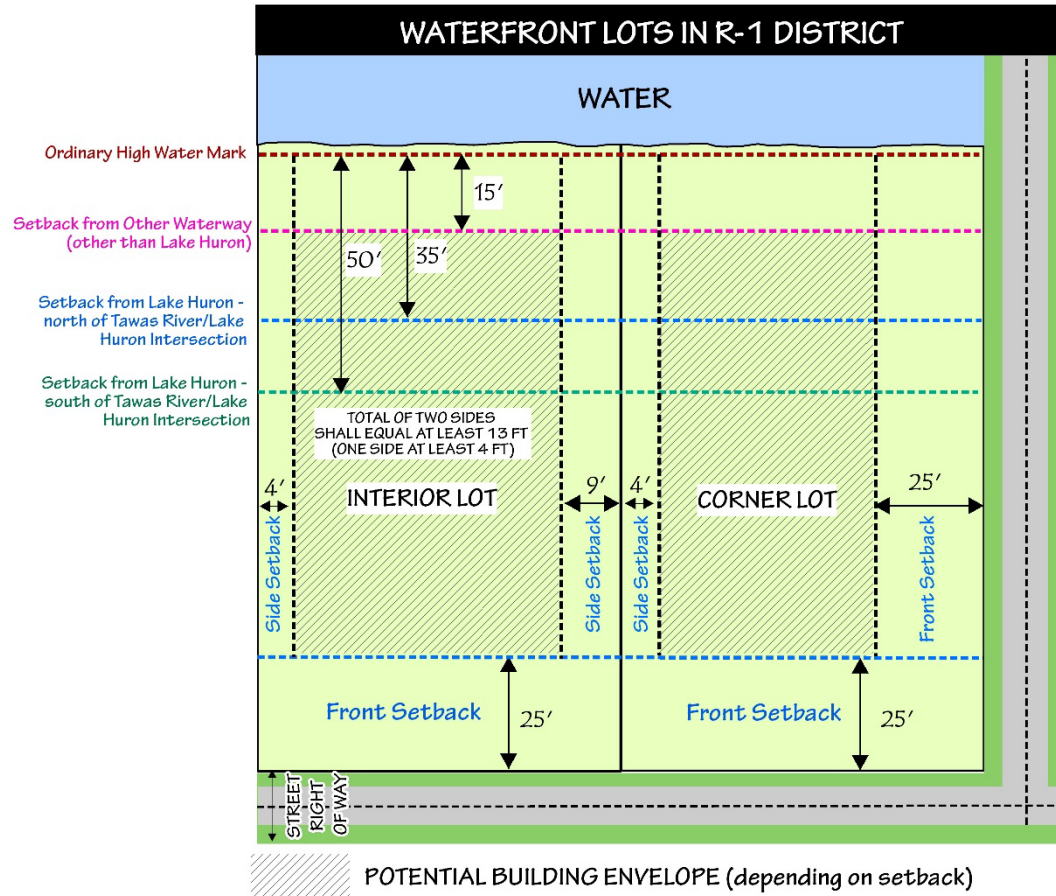 WATERFRONT LOTS IN R-1 DISTRICT
WATER
Ordinary High Water Mark
15'
Setback from Other Waterway
(other than Lake Huron)
50'
35'
Setback from Lake Huron -
north of Tawas River/Lake
Huron Intersection
Setback from Lake Huron -
south of Tawas River/Lake
Huron Intersection
TOTAL OF TWO SIDES
SHALL EQUAL AT LEAST 13 FT
(ONE SIDE AT LEAST 4 FT)
4'
INTERIOR LOT
9'
4'
CORNER LOT
25'
Side Setback
Side Setback
Side Setback
Front Setback
Front Setback
25'
Front Setback
25'
STREET
RIGHT
OF WAY
POTENTIAL BUILDING ENVELOPE (depending on setback)